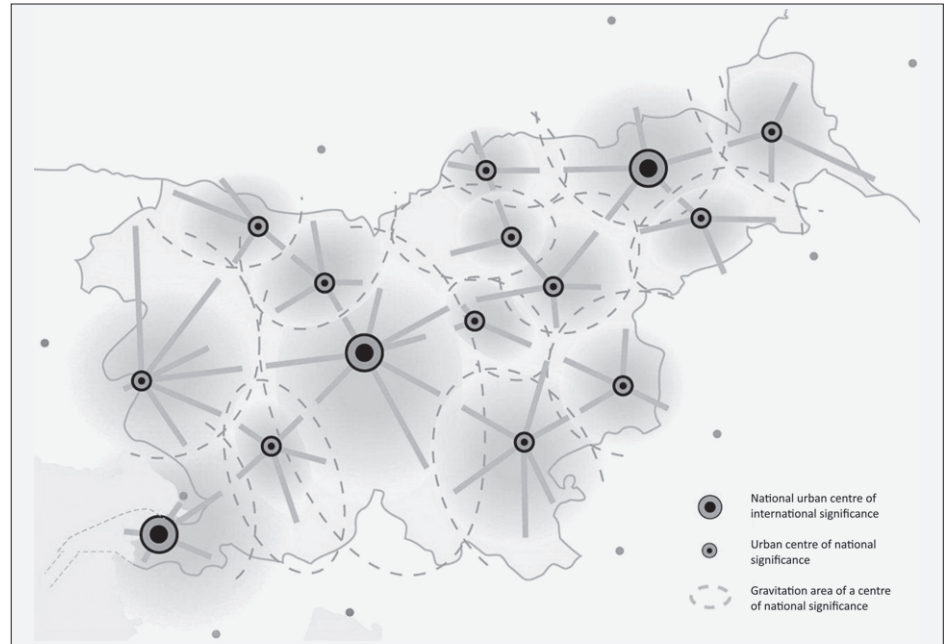 National urban centre of
international significance
Urban centre of national
significance
Gravitation area of a centre
of national significance